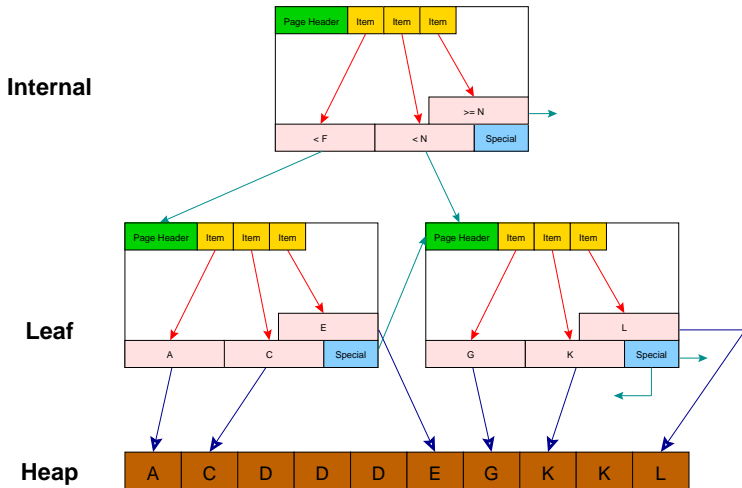 Page Header Item Item Item
Internal
>= N
< F < N Special
Page Header Item Item Item
Page Header Item Item Item
Leaf
E
L
A C Special
G K Special
Heap
A C D D D E G K K L